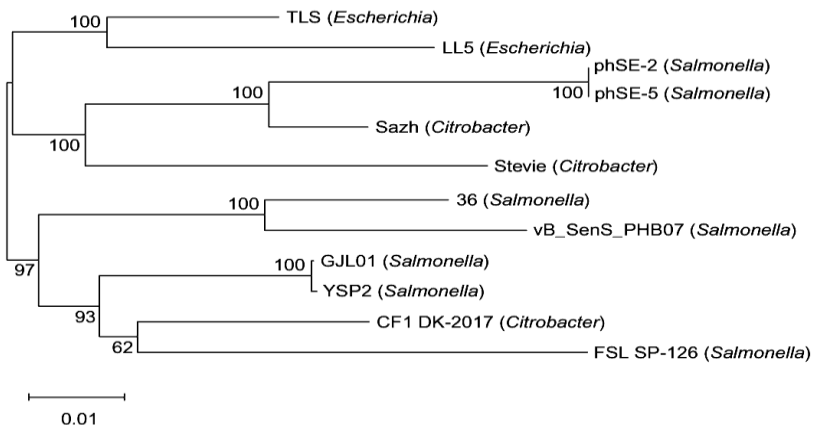 100
TLS (Escherichia)
LL5 (Escherichia)
phSE-2 (Salmonella)
100
100
phSE-5 (Salmonella)
Sazh (Citrobacter)
100
Stevie (Citrobacter)
100
36 (Salmonella)
vB_SenS_PHB07 (Salmonella)
97
100
GJL01 (Salmonella)
YSP2 (Salmonella)
93
CF1 DK-2017 (Citrobacter)
62
FSL SP-126 (Salmonella)
0.01